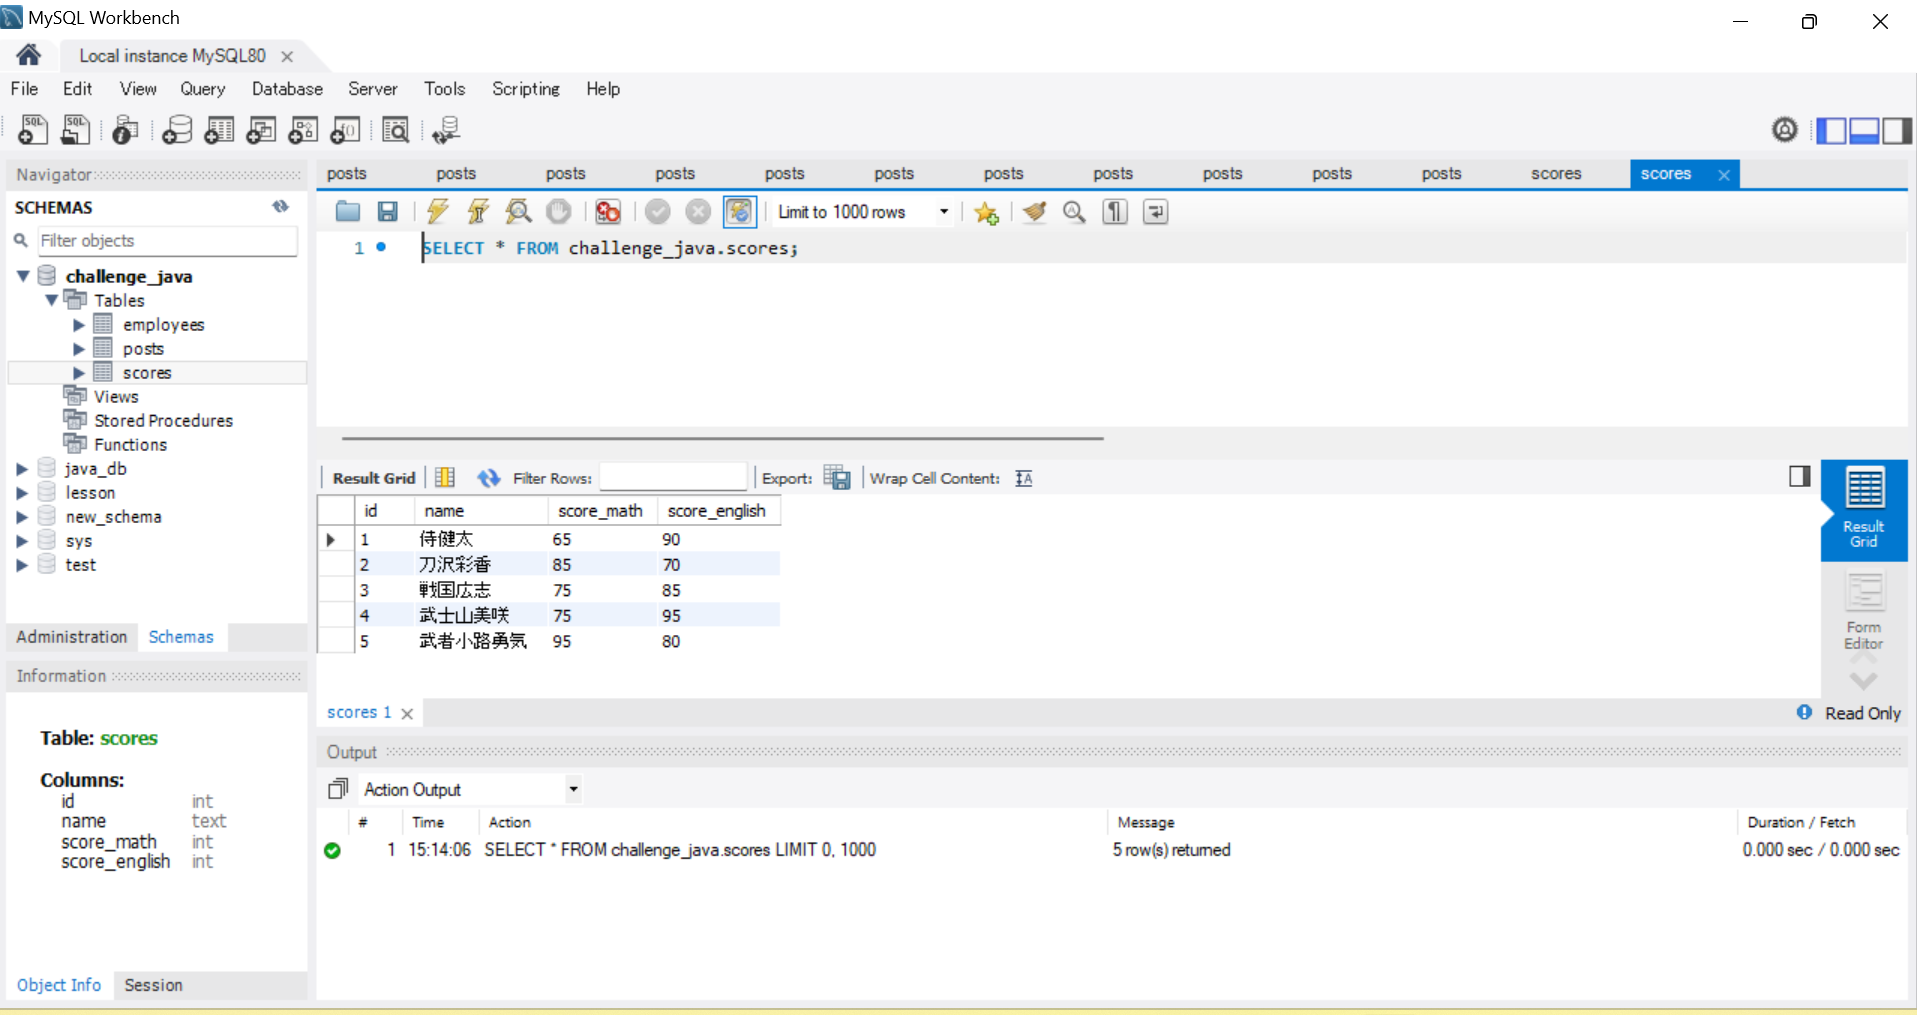 MySQL Workbench
Local instance MySQL80
File Edit View Query Database Server Tools Scripting Help
Navigator
SCHEMAS
Filter objects
challenge_java
Tables
employees
posts
scores
Views
Stored Procedures
Functions
java_db
lesson
new_schema
sys
test
Administration Schemas
Information
Table: scores
Columns:
id int
name text
score_math int
score_english int
Object Info Session
posts posts posts posts posts posts posts posts posts posts posts scores scores
Limit to 1000 rows
1 SELECT * FROM challenge_java.scores;
Result Grid Filter Rows: Export: Wrap Cell Content:
id name score_math score_english
1 侍健太 65 90
2 刀沢彩香 85 70
3 戦国広志 75 85
4 武士山美咲 75 95
5 武者小路勇気 95 80
Result
Grid
Form
Editor
scores 1
Read Only
Output
Action Output
# Time Action Message Duration / Fetch
1 15:14:06 SELECT * FROM challenge_java.scores LIMIT 0, 1000 5 row(s) returned 0.000 sec / 0.000 sec